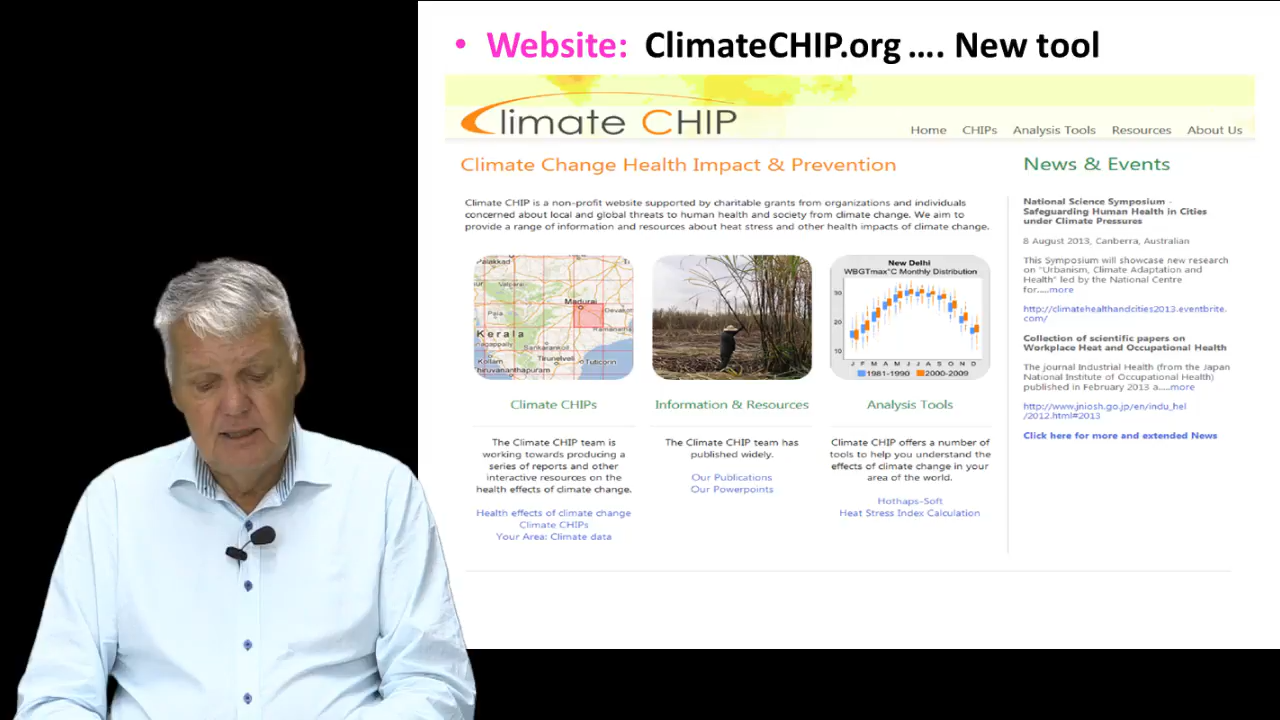 • Website: ClimateCHIP.org .... New tool
Climate CHIP
Home CHIPs Analysis Tools Resources About Us
Climate Change Health Impact & Prevention
Climate CHIP is a non-profit website supported by charitable grants from organizations and individuals
concerned about local and global threats to human health and society from climate change. We aim to
provide a range of information and resources about heat stress and other health impacts of climate change.
Palakkad
Valparai
Madurai
Kerala
Sankarankoil
Tirunelveli
Tuticorin
Kollam
New Delhi
WBGTmax°C Monthly Distribution
30
20
10
J F M A M J J A S O N D
1981-1990 2000-2009
Climate CHIPs
The Climate CHIP team is
working towards producing a
series of reports and other
interactive resources on the
health effects of climate change.
Health effects of climate change
Climate CHIPs
Your Area: Climate data
Information & Resources
The Climate CHIP team has
published widely.
Our Publications
Our Powerpoints
Analysis Tools
Climate CHIP offers a number of
tools to help you understand the
effects of climate change in your
area of the world.
Hothaps-Soft
Heat Stress Index Calculation
News & Events
National Science Symposium -
Safeguarding Human Health in Cities
under Climate Pressures
8 August 2013, Canberra, Australian
This Symposium will showcase new research
on "Urbanism, Climate Adaptation and
Health" led by the National Centre
for.....more
http://climatehealthandcities2013.eventbrite.
com/
Collection of scientific papers on
Workplace Heat and Occupational Health
The journal Industrial Health (from the Japan
National Institute of Occupational Health)
published in February 2013 a.....more
http://www.jniosh.go.jp/en/indu_hel
/2012.html#2013
Click here for more and extended News